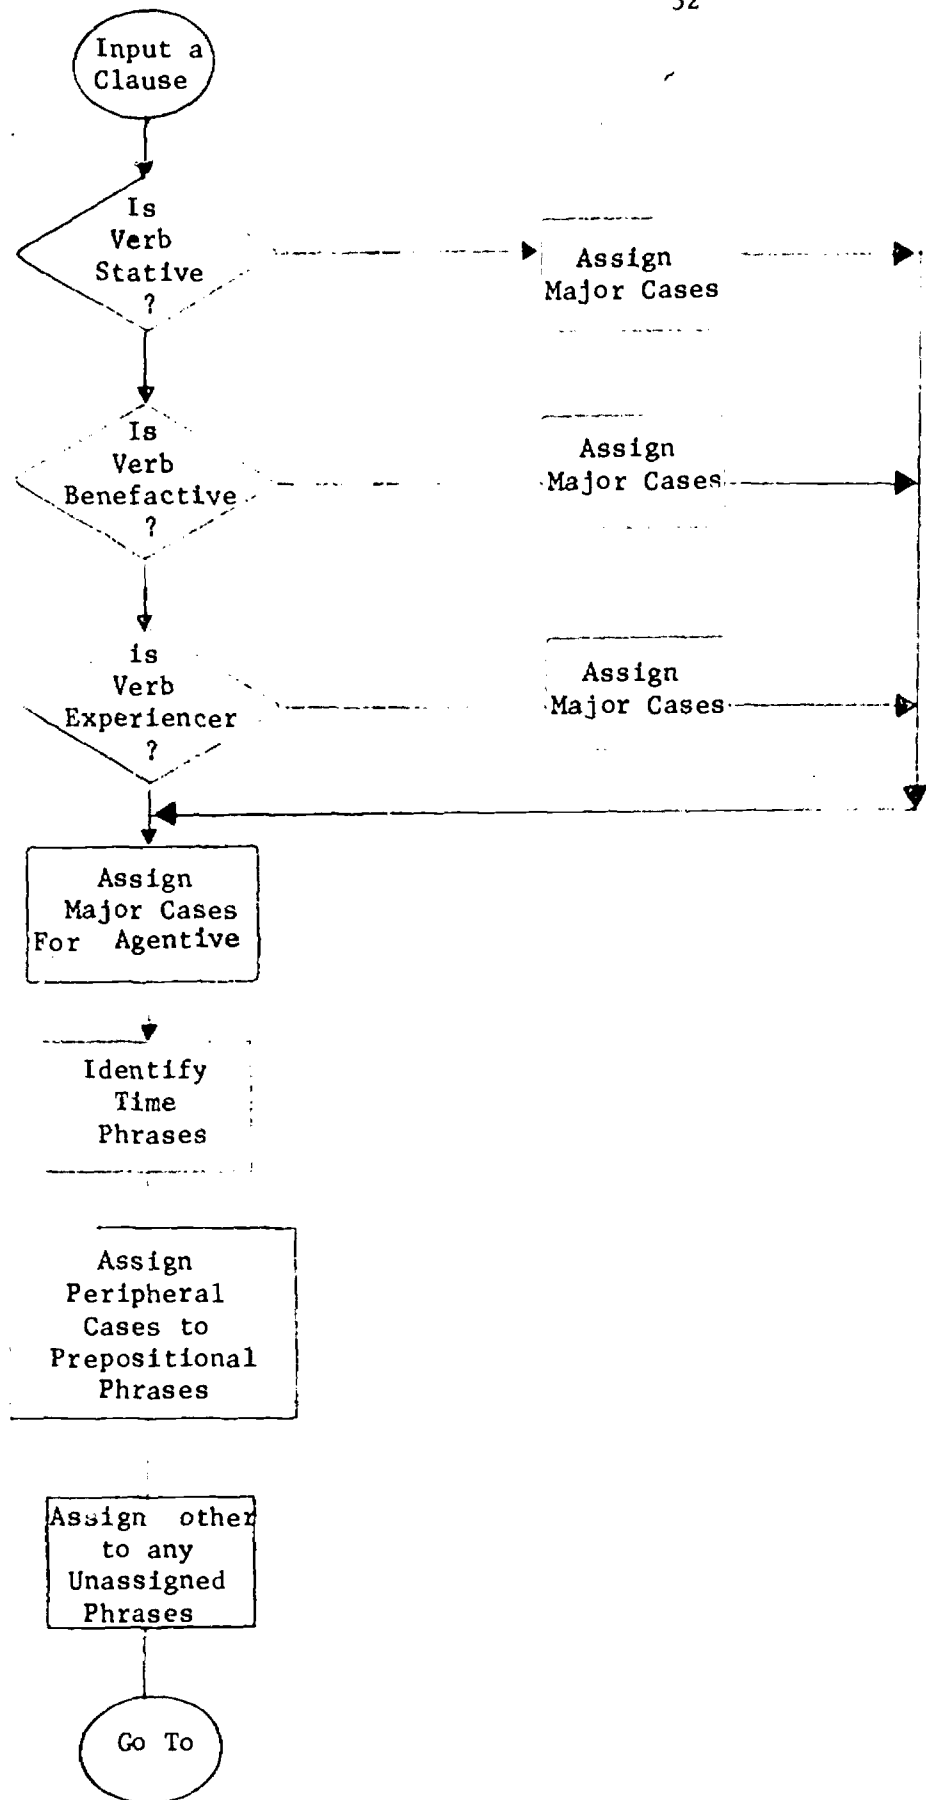 Input a
Clause
Is
Verb
Stative
?
Assign
Major Cases
Is
Verb
Benefactive
?
Assign
Major Cases
is
Verb
Experiencer
?
Assign
Major Cases
Assign
Major Cases
For Agentive
Identify
Time
Phrases
Assign
Peripheral
Cases to
Prepositional
Phrases
Assign other
to any
Unassigned
Phrases
Go To